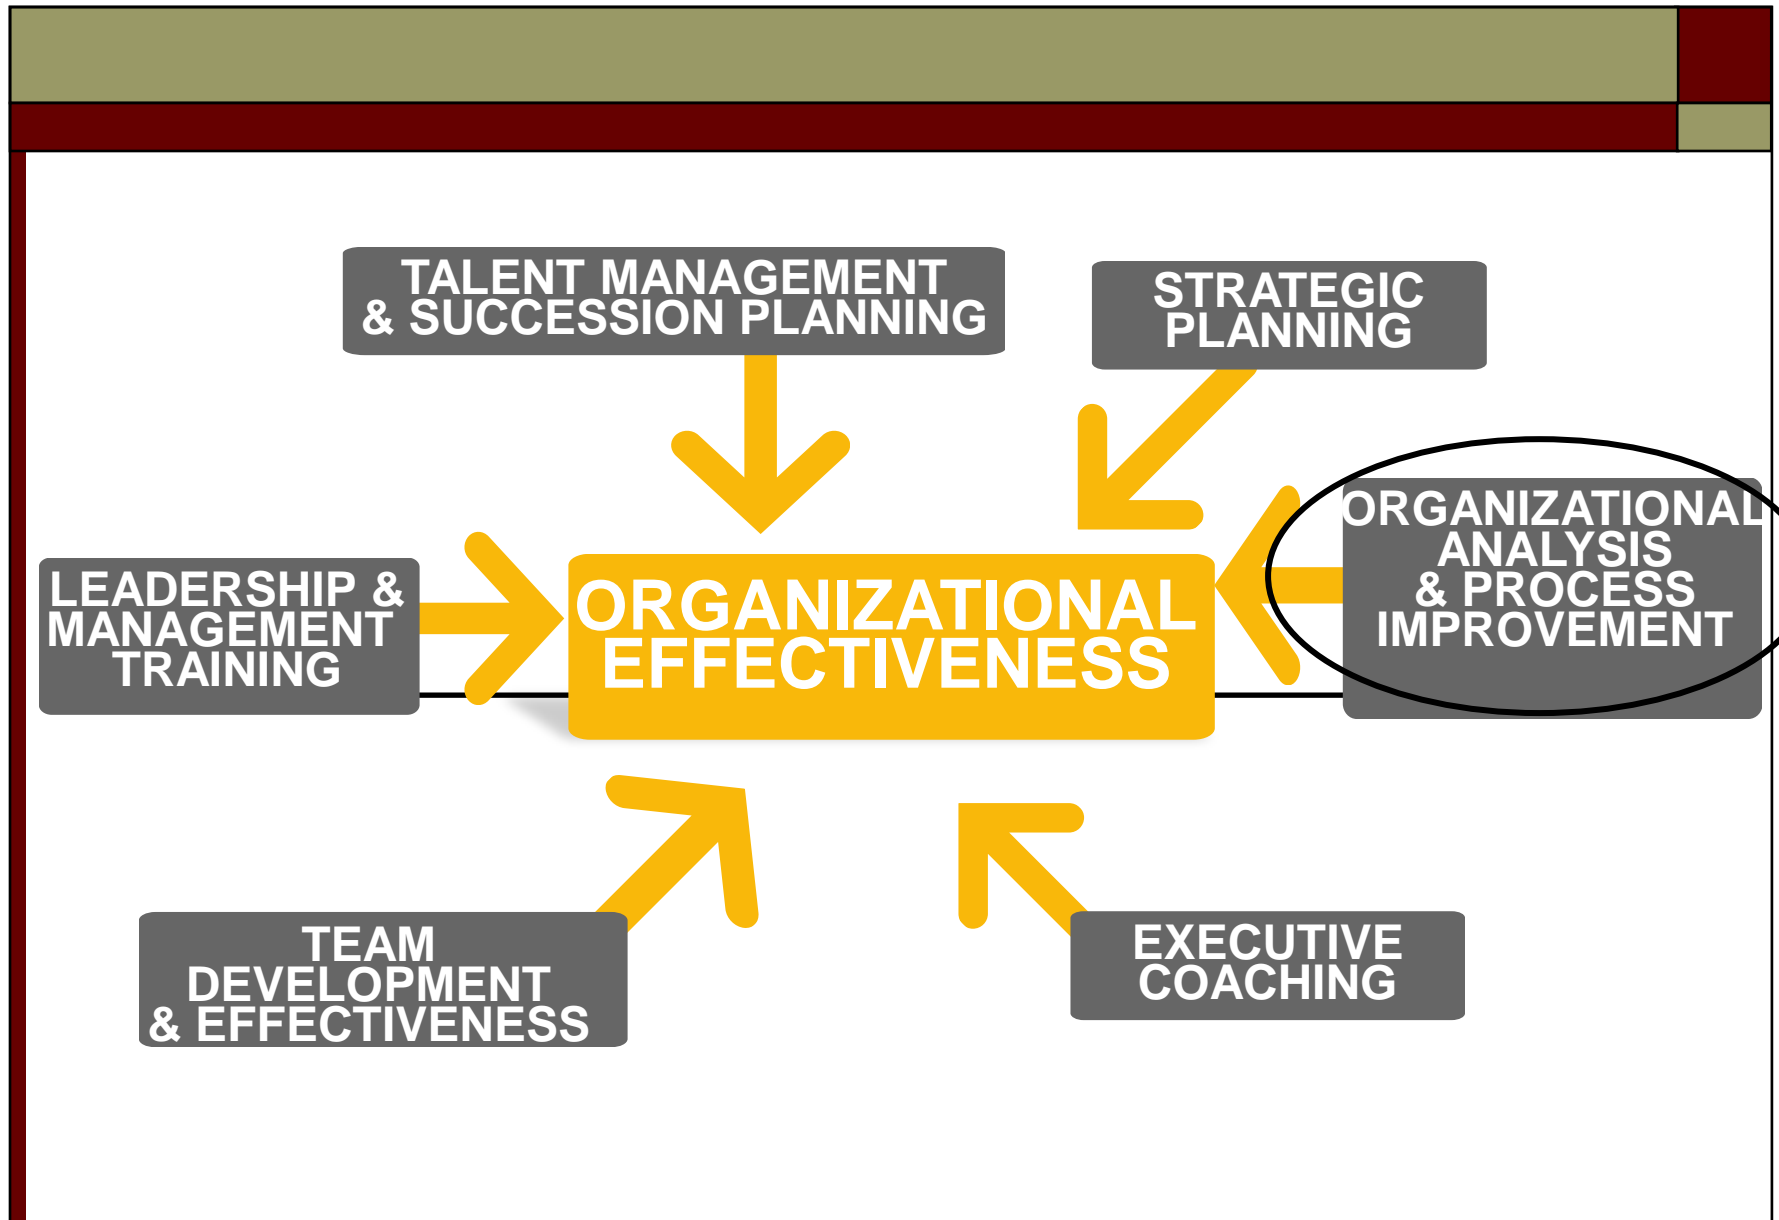 TALENT MANAGEMENT
& SUCCESSION PLANNING
STRATEGIC
PLANNING
ORGANIZATIONAL
ANALYSIS
& PROCESS
IMPROVEMENT
LEADERSHIP &
MANAGEMENT
TRAINING
ORGANIZATIONAL
EFFECTIVENESS
TEAM
DEVELOPMENT
& EFFECTIVENESS
EXECUTIVE
COACHING